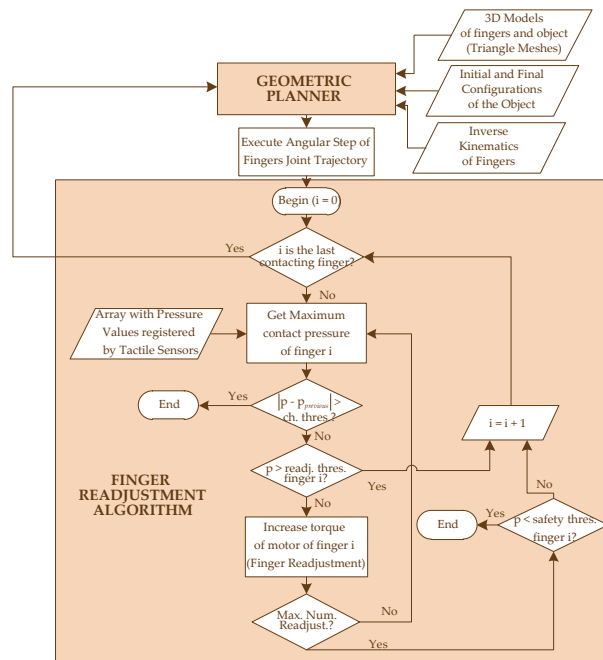 3D Models
of fingers and object
(Triangle Meshes)
GEOMETRIC
PLANNER
Initial and Final
Configurations
of the Object
Execute Angular Step of
Fingers Joint Trajectory
Inverse
Kinematics
of Fingers
Begin (i = 0)
Yes
i is the last
contacting finger?
No
Array with Pressure
Values registered
by Tactile Sensors
Get Maximum
contact pressure
of finger i
End
Yes
|p - pprevious| >
ch. thres.?
i = i + 1
No
p > readj. thres.
finger i?
Yes
No
FINGER
READJUSTMENT
ALGORITHM
No
Increase torque
of motor of finger i
(Finger Readjustment)
End
Yes
p < safety thres.
finger i?
Max. Num.
Readjust.?
No
Yes